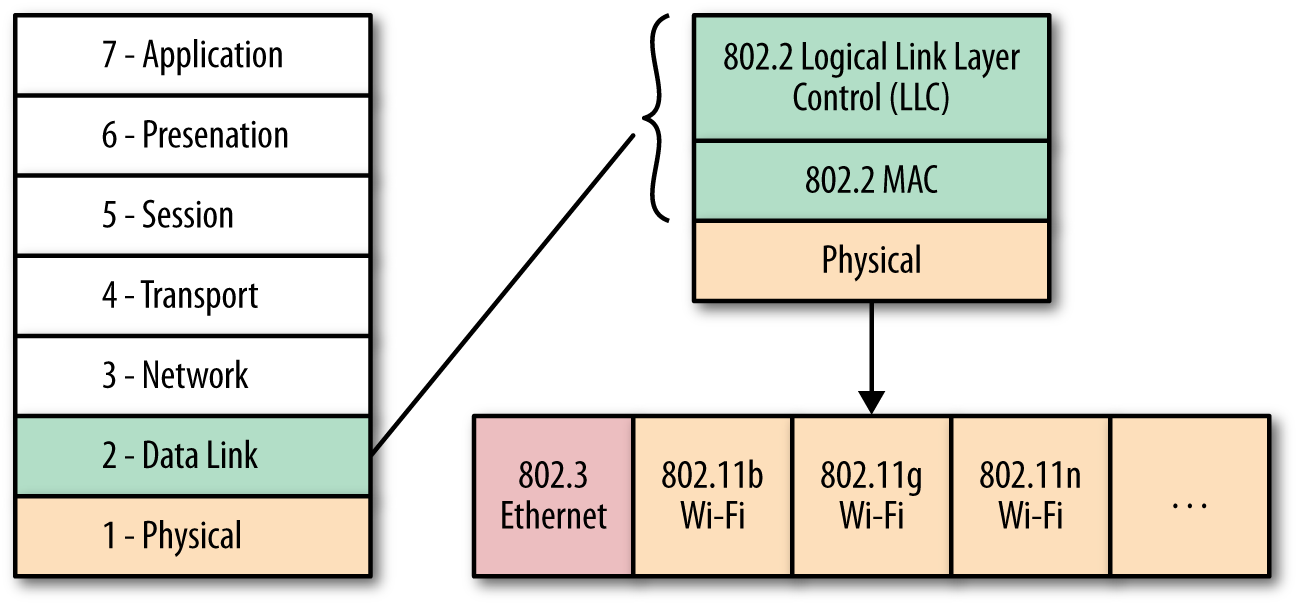 7 - Application
6 - Presenation
5 - Session
4 - Transport
3 - Network
2 - Data Link
1 - Physical
802.2 Logical Link Layer
Control (LLC)
802.2 MAC
Physical
802.3
Ethernet
802.11b
Wi-Fi
802.11g
Wi-Fi
802.11n
Wi-Fi
. . .